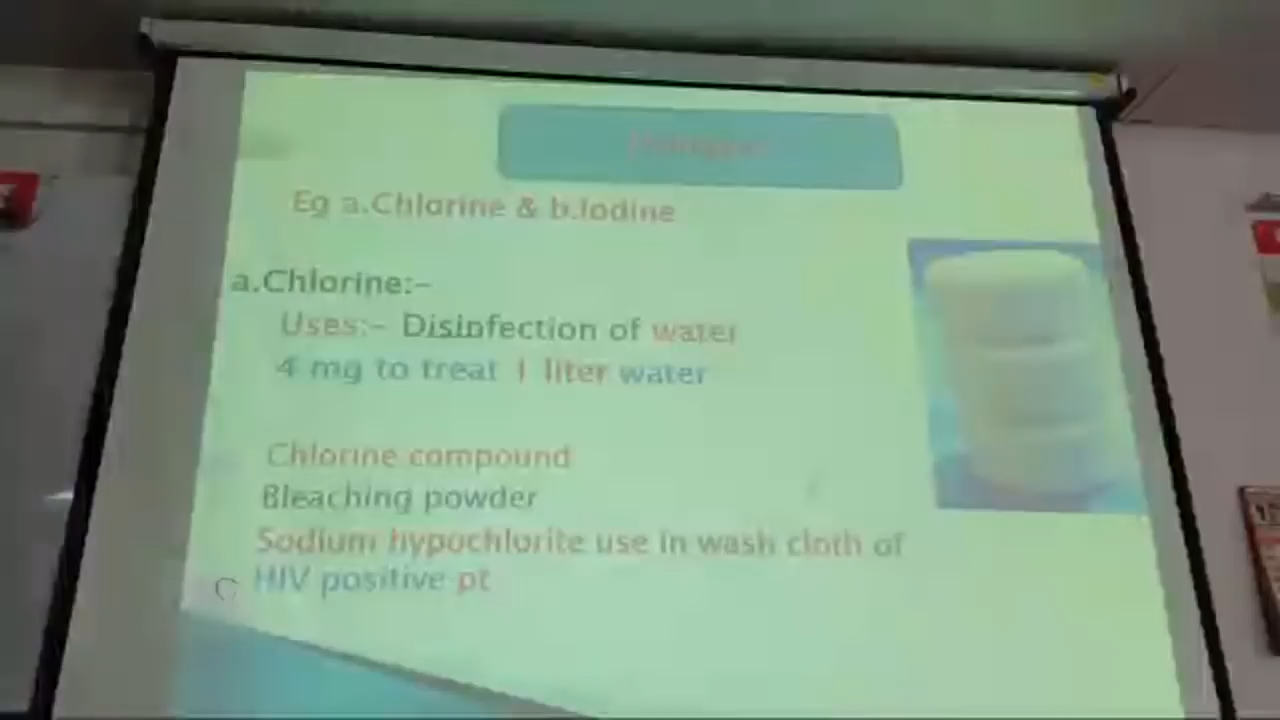 Eg a.Chlorine & b.Iodine
a.Chlorine:-
Uses:- Disinfection of water
4 mg to treat 1 liter water
Chlorine compound
Bleaching powder
Sodium hypochlorite use in wash cloth of
HIV positive pt